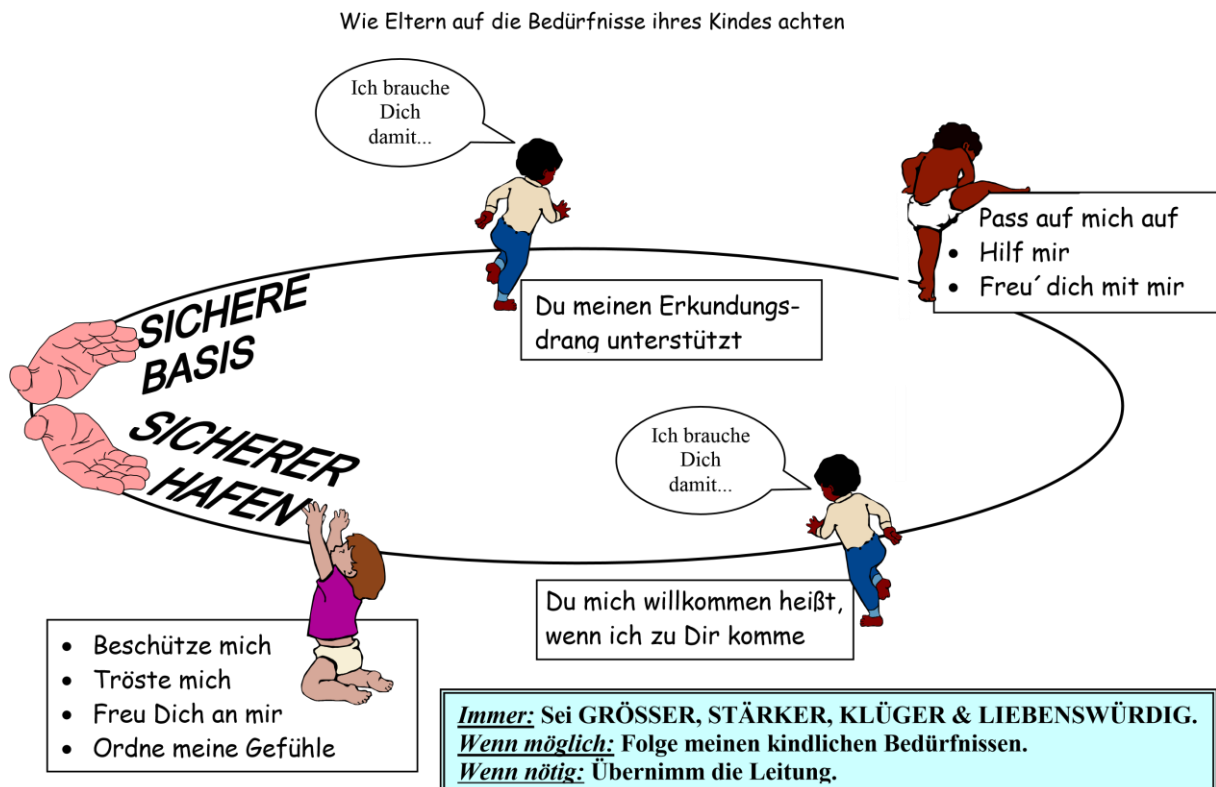 Wie Eltern auf die Bedürfnisse ihres Kindes achten
Ich brauche
Dich
damit...
Pass auf mich auf
• Hilf mir
• Freu´ dich mit mir
SICHERE
BASIS
Du meinen Erkundungs-
drang unterstützt
SICHERER
HAFEN
Ich brauche
Dich
damit...
Du mich willkommen heißt,
wenn ich zu Dir komme
• Beschütze mich
• Tröste mich
• Freu Dich an mir
• Ordne meine Gefühle
Immer: Sei GRÖSSER, STÄRKER, KLÜGER & LIEBENSWÜRDIG.
Wenn möglich: Folge meinen kindlichen Bedürfnissen.
Wenn nötig: Übernimm die Leitung.